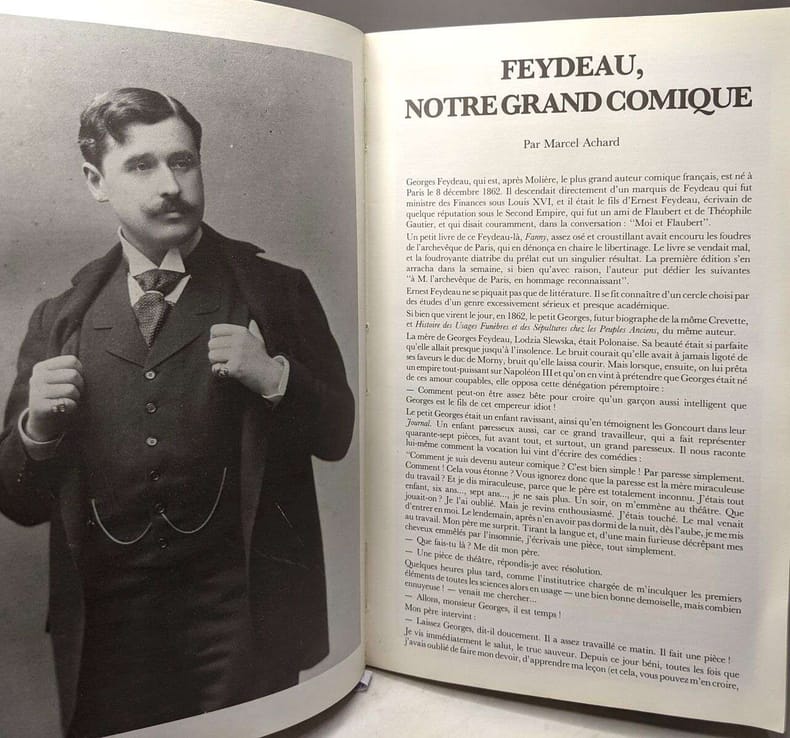 FEYDEAU,
NOTRE GRAND COMIQUE
Par Marcel Achard
Georges Feydeau, qui est, après Molière, le plus grand auteur comique français, est né à
Paris le 8 décembre 1862. Il descendait directement d'un marquis de Feydeau qui fut
ministre des Finances sous Louis XVI, et il était le fils d'Ernest Feydeau, écrivain de
quelque réputation sous le Second Empire, qui fut un ami de Flaubert et de Théophile
Gautier, et qui disait couramment, dans la conversation : "Moi et Flaubert".
Un petit livre de ce Feydeau-là, Fanny, assez osé et croustillant avait encouru les foudres
de l'archevêque de Paris, qui en dénonça en chaire le libertinage. Le livre se vendait mal,
et la foudroyante diatribe du prélat eut un singulier résultat. La première édition s'en
arracha dans la semaine, si bien qu'avec raison, l'auteur put dédier les suivantes
"à M. l'archevêque de Paris, en hommage reconnaissant".
Ernest Feydeau ne se piquait pas que de littérature. Il se fit connaître d'un cercle choisi par
des études d'un genre excessivement sérieux et presque académique.
Si bien que virent le jour, en 1862, le petit Georges, futur biographe de la môme Crevette,
et Histoire des Usages Funèbres et des Sépultures chez les Peuples Anciens, du même auteur.
La mère de Georges Feydeau, Lodzia Slewska, était Polonaise. Sa beauté était si parfaite
qu'elle allait presque jusqu'à l'insolence. Le bruit courait qu'elle avait à jamais ligoté de
ses faveurs le duc de Morny, bruit qu'elle laissa courir. Mais lorsque, ensuite, on lui prêta
un empire tout-puissant sur Napoléon III et qu'on en vint à prétendre que Georges était né
de ces amour coupables, elle opposa cette dénégation péremptoire :
— Comment peut-on être assez bête pour croire qu'un garçon aussi intelligent que
Georges est le fils de cet empereur idiot !
Le petit Georges était un enfant ravissant, ainsi qu'en témoignent les Goncourt dans leur
Journal. Un enfant paresseux aussi, car ce grand travailleur, qui a fait représenter
quarante-sept pièces, fut avant tout, et surtout, un grand paresseux. Il nous raconte
lui-même comment la vocation lui vint d'écrire des comédies :
"Comment je suis devenu auteur comique ? C'est bien simple ! Par paresse simplement.
Comment ! Cela vous étonne ? Vous ignorez donc que la paresse est la mère miraculeuse
du travail ? Et je dis miraculeuse, parce que le père est totalement inconnu. J'étais tout
enfant, six ans..., sept ans..., je ne sais plus. Un soir, on m'emmène au théâtre. Que
jouait-on ? Je l'ai oublié. Mais je revins enthousiasmé. J'étais touché. Le mal venait
d'entrer en moi. Le lendemain, après n'en avoir pas dormi de la nuit, dès l'aube, je me mis
au travail. Mon père me surprit. Tirant la langue et, d'une main furieuse décrêpant mes
cheveux emmêlés par l'insomnie, j'écrivais une pièce, tout simplement.
— Que fais-tu là ? Me dit mon père.
— Une pièce de théâtre, répondis-je avec résolution.
Quelques heures plus tard, comme l'institutrice chargée de m'inculquer les premiers
éléments de toutes les sciences alors en usage — une bien bonne demoiselle, mais combien
ennuyeuse ! — venait me chercher...
— Allons, monsieur Georges, il est temps !
Mon père intervint :
— Laissez Georges, dit-il doucement. Il a assez travaillé ce matin. Il fait une pièce !
Je vis immédiatement le salut, le truc sauveur. Depuis ce jour béni, toutes les fois que
j'avais oublié de faire mon devoir, d'apprendre ma leçon (et cela, vous pouvez m'en croire,